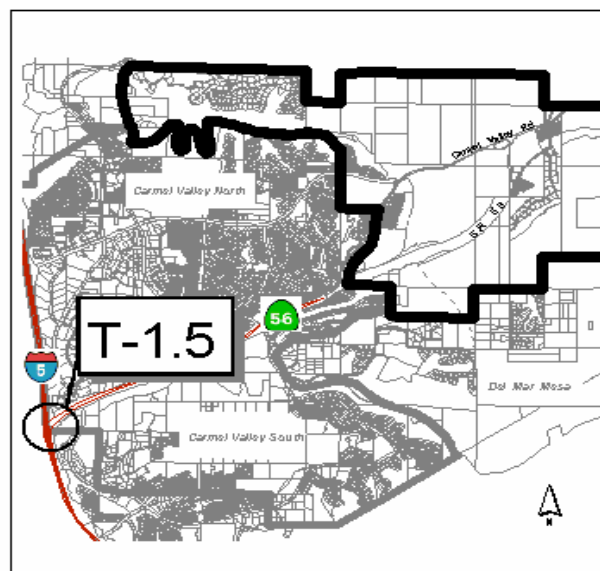 Carmel Valley Rd
Carmel Valley North
S.R. 56
56
T-1.5
5
Del Mar Mesa
Carmel Valley South
N